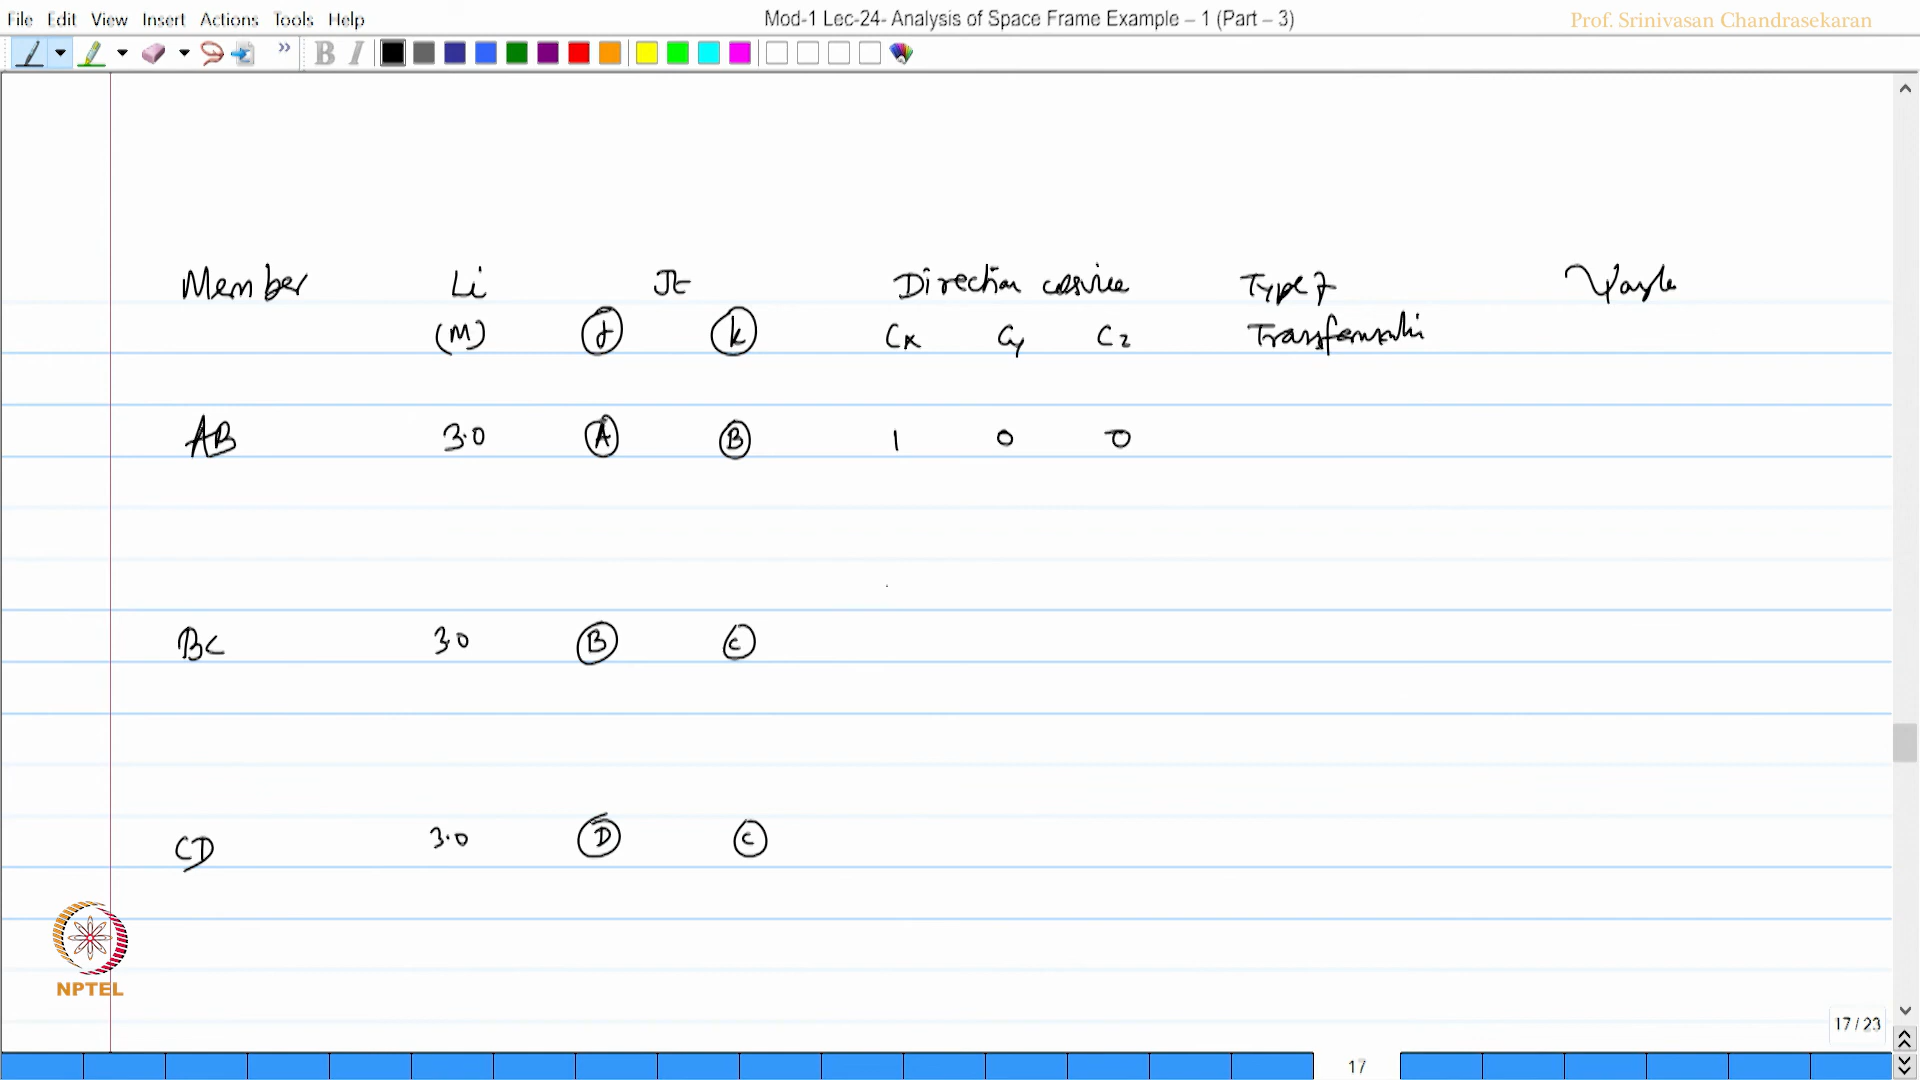 File Edit View Insert Actions Tools Help
Mod-1 Lec-24- Analysis of Space Frame Example – 1 (Part – 3)
Prof. Srinivasan Chandrasekaran
» B I
Member Li Jt Direction cosine Type of Ψ angle
(M) j k Cx Cy Cz
AB 3.0 A B 1 0 0
BC 3.0 B C
CD 3.0 D C
NPTEL
17 / 23
17